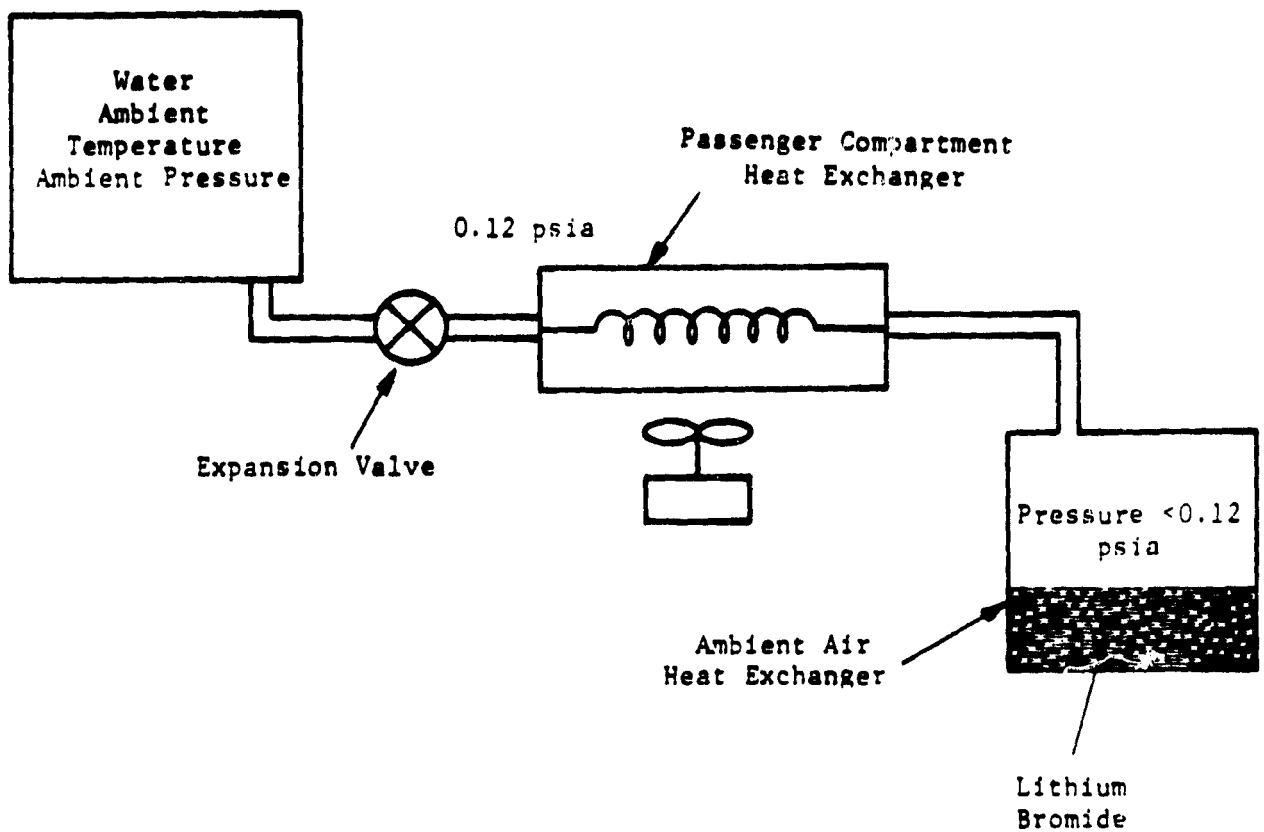 Water
Ambient
Temperature
Ambient Pressure
Passenger Compartment
Heat Exchanger
0.12 psia
Expansion Valve
Pressure <0.12
psia
Ambient Air
Heat Exchanger
Lithium
Bromide